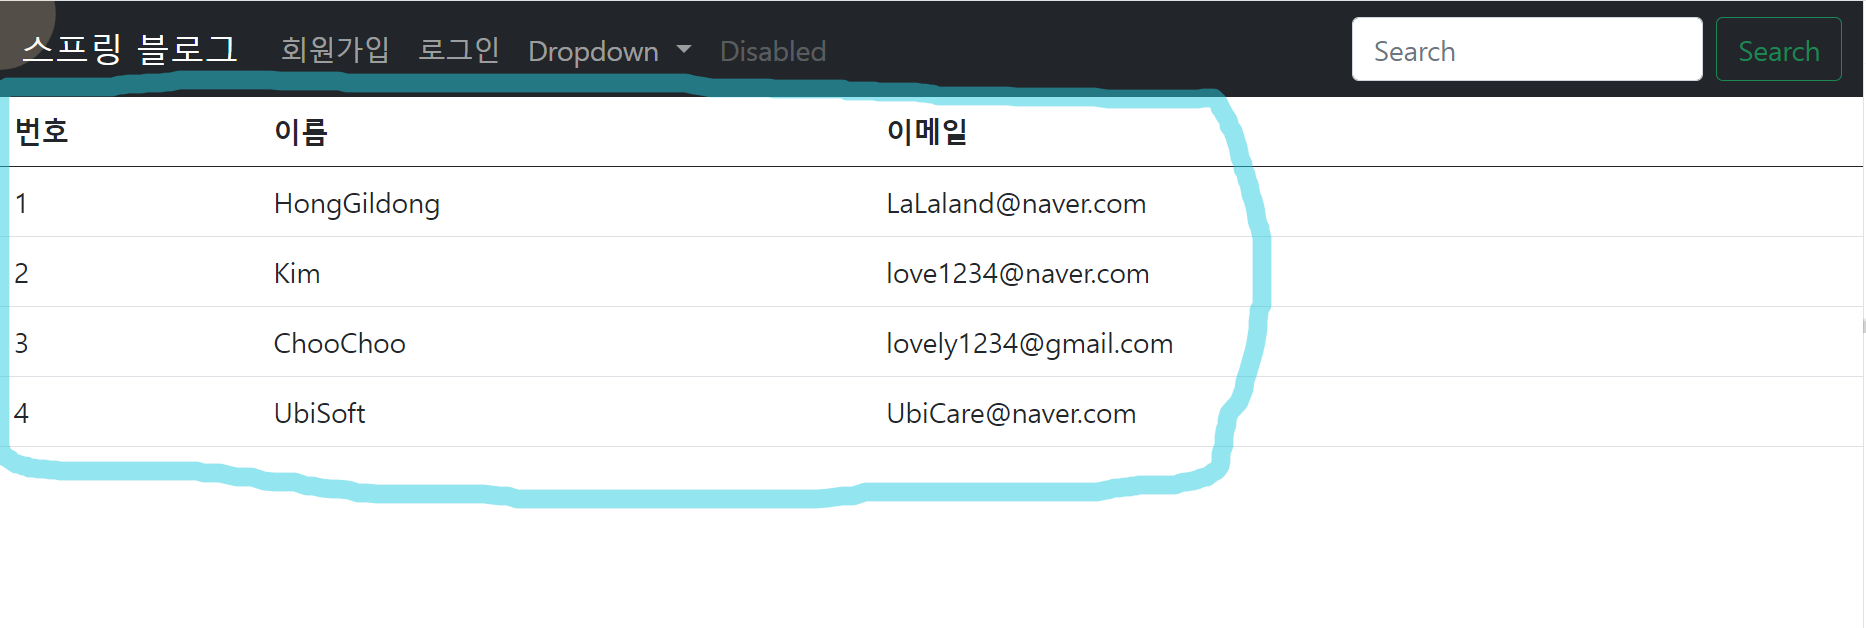 스프링 블로그 회원가입 로그인 Dropdown Disabled Search Search
번호 이름 이메일
1 HongGildong LaLaland@naver.com
2 Kim love1234@naver.com
3 ChooChoo lovely1234@gmail.com
4 UbiSoft UbiCare@naver.com